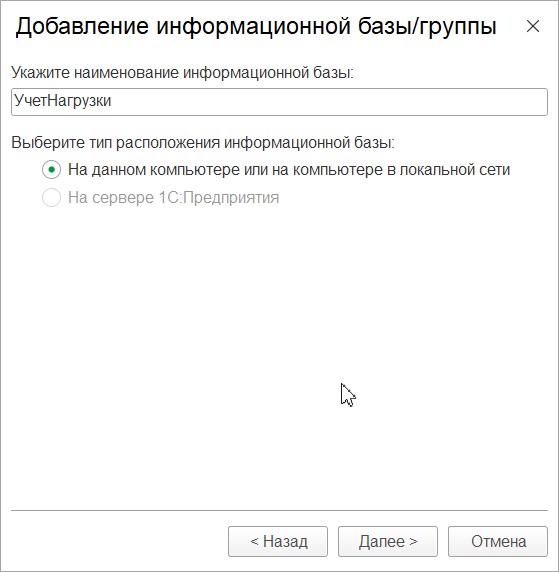 Добавление информационной базы/группы
Укажите наименование информационной базы:
УчетНагрузки
Выберите тип расположения информационной базы:
На данном компьютере или на компьютере в локальной сети
На сервере 1С:Предприятия
< Назад
Далее >
Отмена